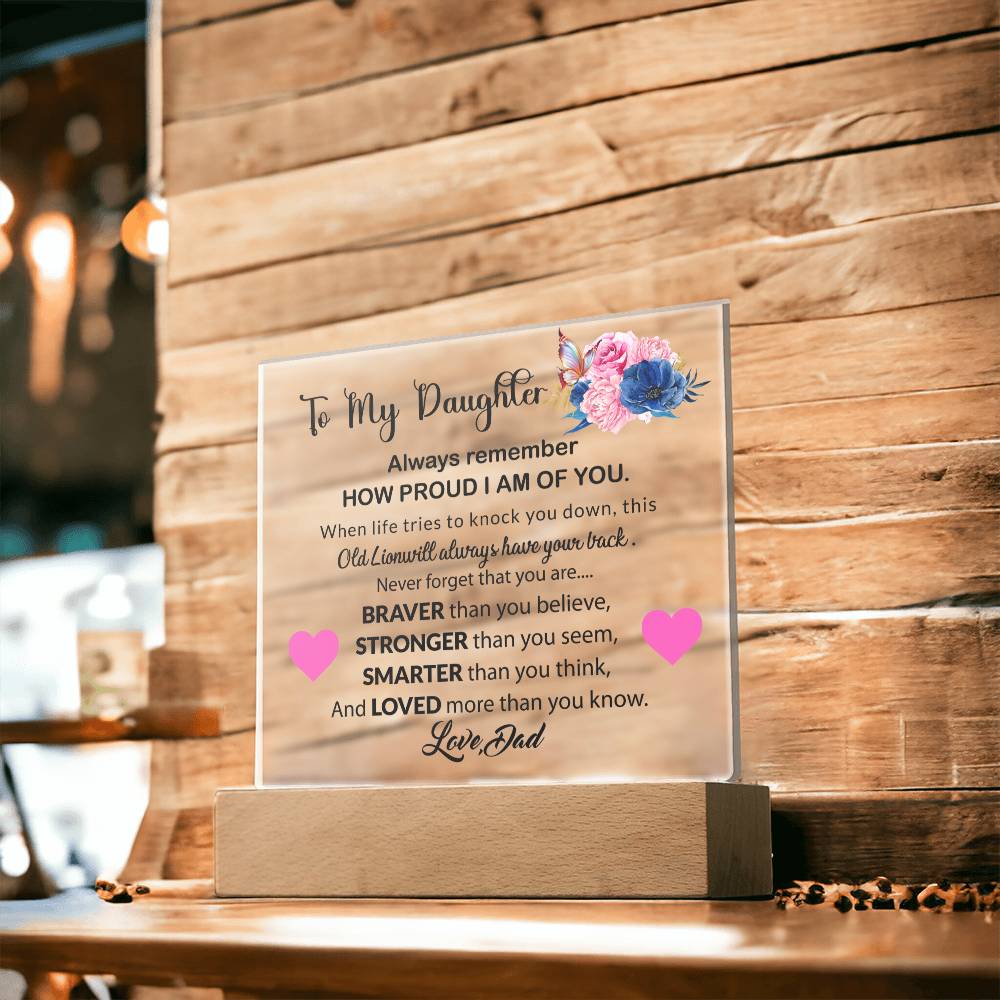 To My Daughter
Always remember
HOW PROUD I AM OF YOU.
When life tries to knock you down, this
Old Lionwill always have your back .
Never forget that you are....
BRAVER than you believe,
STRONGER than you seem,
SMARTER than you think,
And LOVED more than you know.
Love,Dad